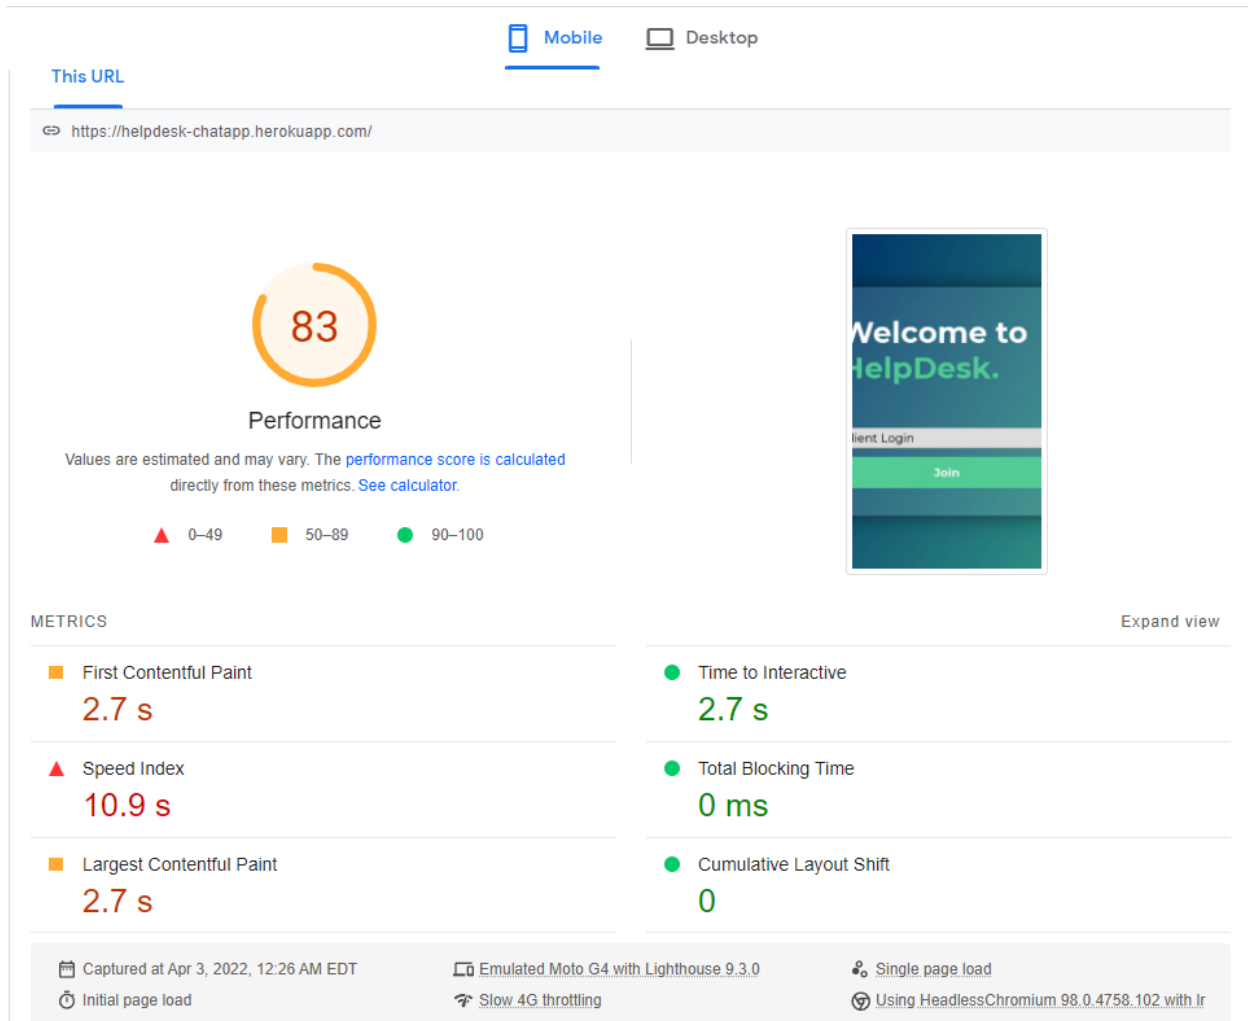 Mobile
Desktop
This URL
https://helpdesk-chatapp.herokuapp.com/
83
Performance
Values are estimated and may vary. The performance score is calculated
directly from these metrics. See calculator.
0–49
50–89
90–100
Welcome to
HelpDesk.
lient Login
Join
METRICS
Expand view
First Contentful Paint
2.7 s
Time to Interactive
2.7 s
Speed Index
10.9 s
Total Blocking Time
0 ms
Largest Contentful Paint
2.7 s
Cumulative Layout Shift
0
Captured at Apr 3, 2022, 12:26 AM EDT
Emulated Moto G4 with Lighthouse 9.3.0
Single page load
Initial page load
Slow 4G throttling
Using HeadlessChromium 98.0.4758.102 with lr